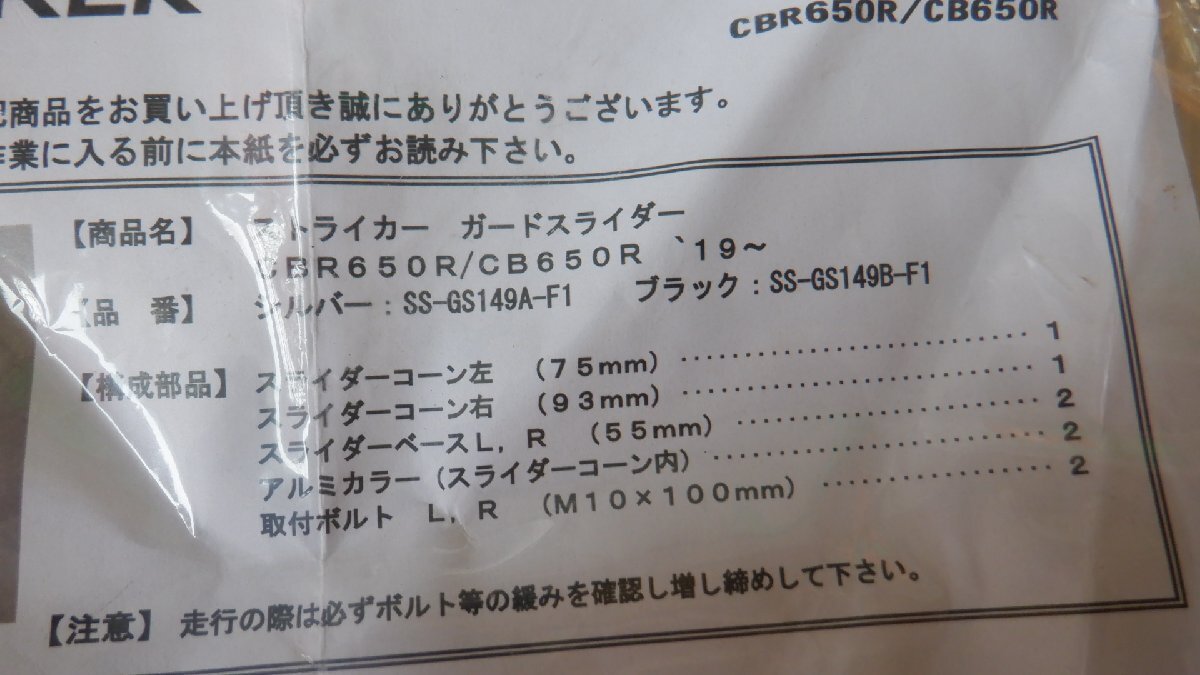 CBR650R/CB650R
商品をお買い上げ頂き誠にありがとうございます。
作業に入る前に本紙を必ずお読み下さい。
【商品名】 ストライカー ガードスライダー
CBR650R/CB650R `19～
【品 番】 シルバー：SS-GS149A-F1 ブラック：SS-GS149B-F1
【構成部品】 スライダーコーン左 (75mm) ………………………… 1
スライダーコーン右 (93mm) ………………………… 1
スライダーベースL, R (55mm) ……………………… 2
アルミカラー(スライダーコーン内) ……………………… 2
取付ボルト L, R (M10×100mm) ………………… 2
【注意】 走行の際は必ずボルト等の緩みを確認し増し締めして下さい。